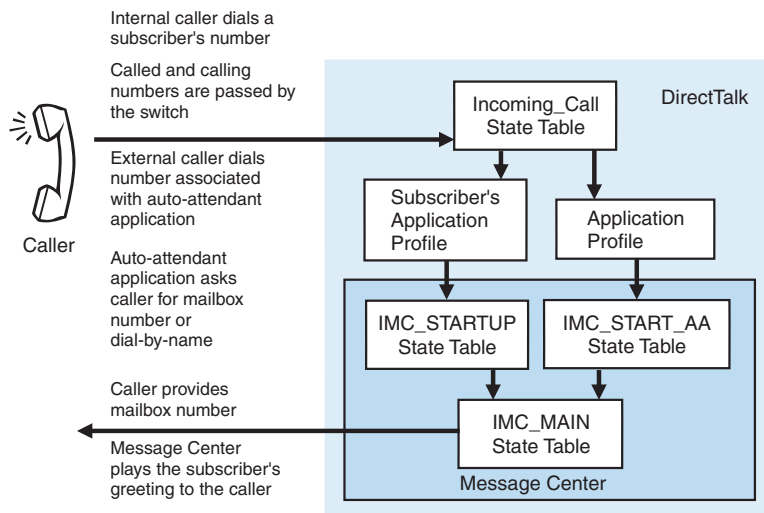 Internal caller dials a
subscriber's number
Called and calling
numbers are passed by
the switch
External caller dials
number associated
with auto-attendant
application
Auto-attendant
application asks
caller for mailbox
number or
dial-by-name
Caller provides
mailbox number
Message Center
plays the subscriber's
greeting to the caller
Caller
DirectTalk
Incoming_Call
State Table
Subscriber's
Application
Profile
Application
Profile
IMC_STARTUP
State Table
IMC_START_AA
State Table
IMC_MAIN
State Table
Message Center